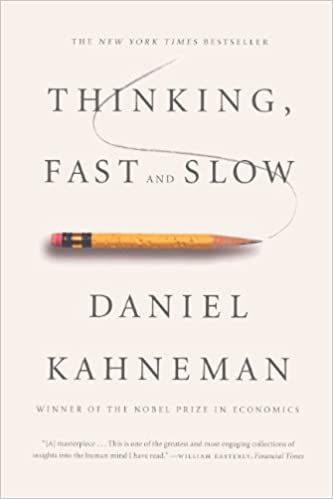 THE NEW YORK TIMES BESTSELLER
THINKING,
FAST AND SLOW
DANIEL
KAHNEMAN
WINNER OF THE NOBEL PRIZE IN ECONOMICS
"[A] masterpiece . . . This is one of the greatest and most engaging collections of
insights into the human mind I have read." —WILLIAM EASTERLY, Financial Times